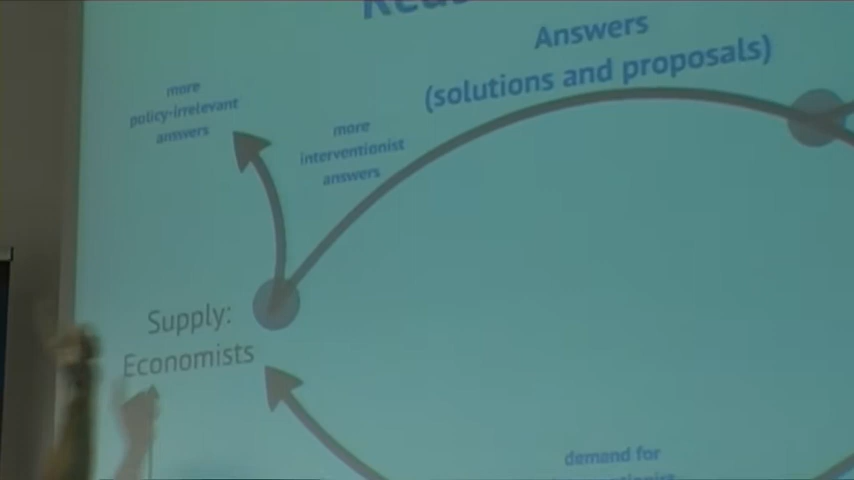 Answers
(solutions and proposals)
more
policy-irrelevant
answers
more
interventionist
answers
Supply:
Economists
demand for